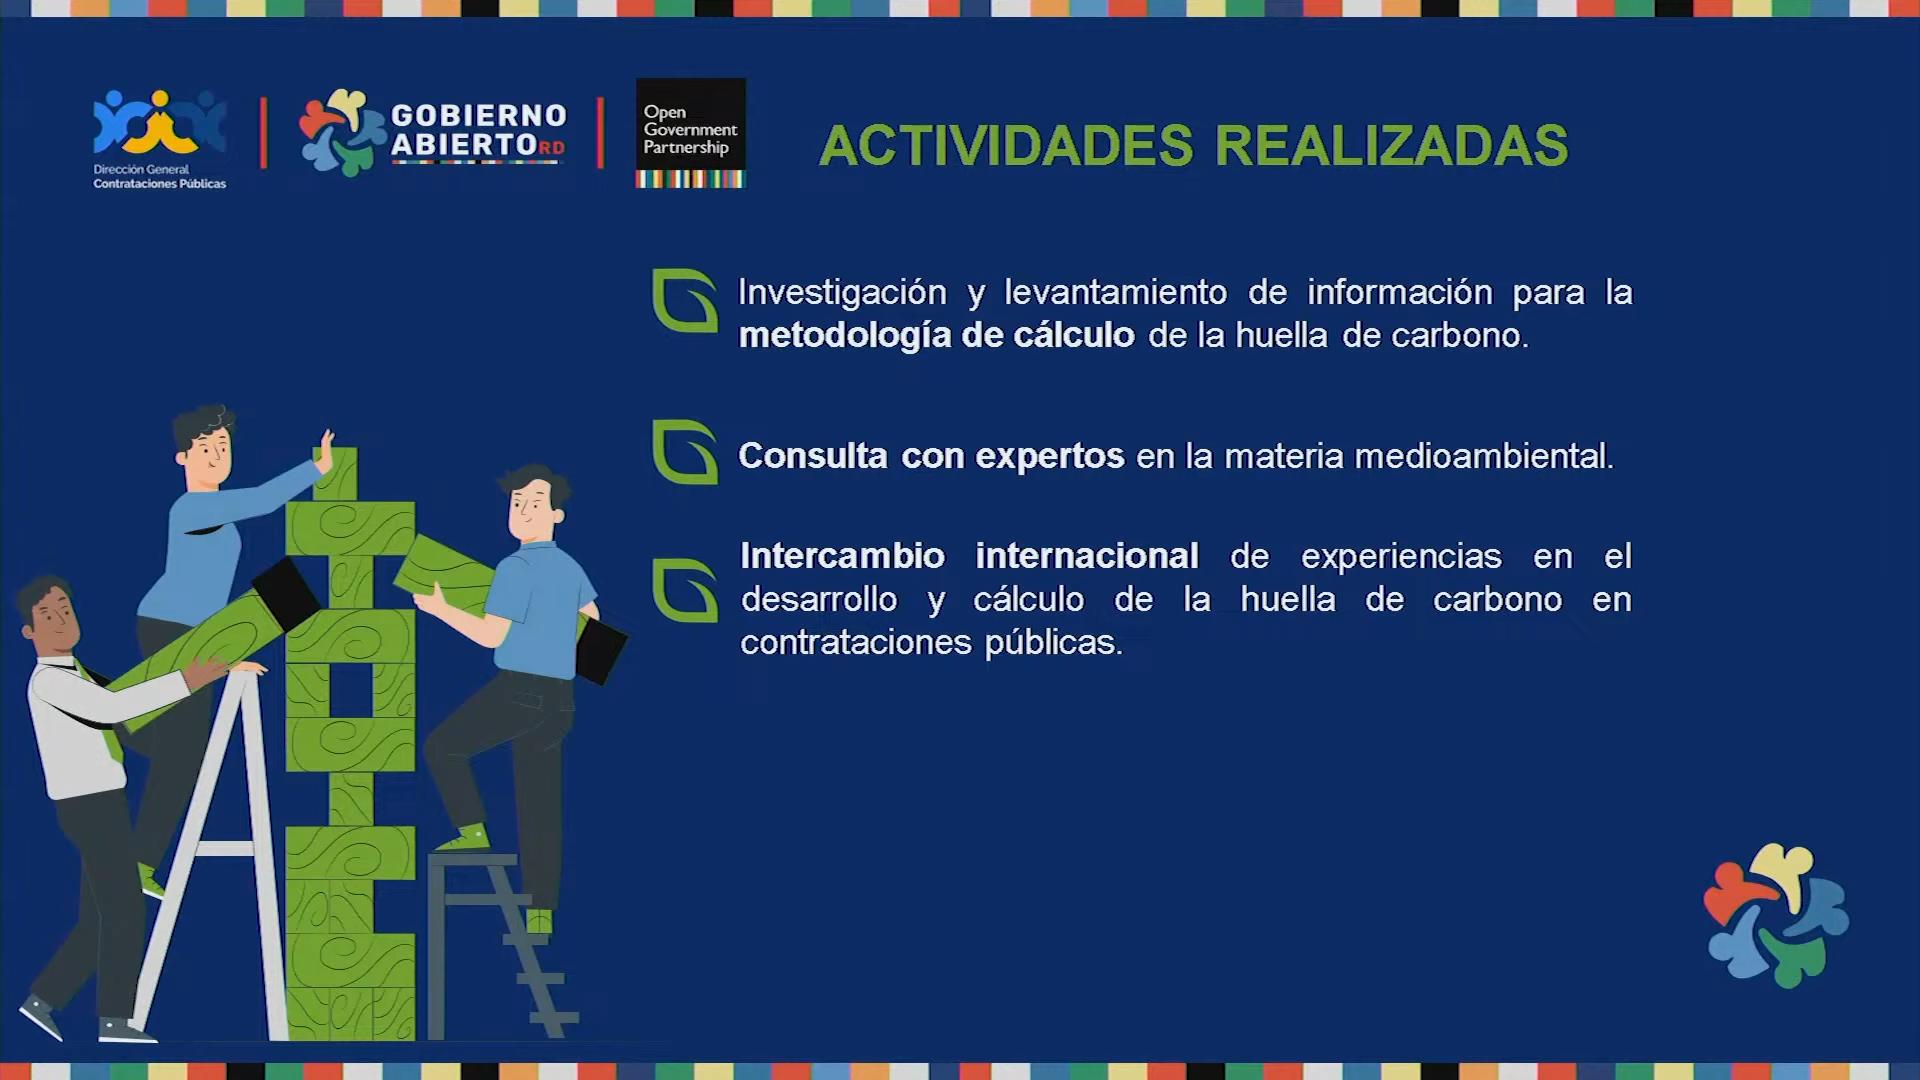 Dirección General
Contrataciones Públicas
GOBIERNO
ABIERTORD
Open
Government
Partnership
ACTIVIDADES REALIZADAS
Investigación y levantamiento de información para la
metodología de cálculo de la huella de carbono.
Consulta con expertos en la materia medioambiental.
Intercambio internacional de experiencias en el
desarrollo y cálculo de la huella de carbono en
contrataciones públicas.